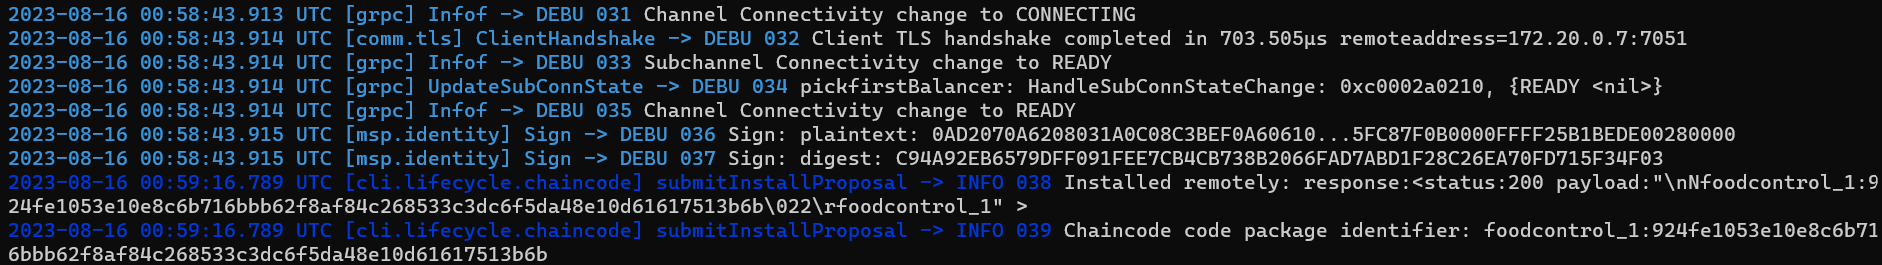 2023-08-16 00:58:43.913 UTC [grpc] Infof -> DEBU 031 Channel Connectivity change to CONNECTING
2023-08-16 00:58:43.914 UTC [comm.tls] ClientHandshake -> DEBU 032 Client TLS handshake completed in 703.505µs remoteaddress=172.20.0.7:7051
2023-08-16 00:58:43.914 UTC [grpc] Infof -> DEBU 033 Subchannel Connectivity change to READY
2023-08-16 00:58:43.914 UTC [grpc] UpdateSubConnState -> DEBU 034 pickfirstBalancer: HandleSubConnStateChange: 0xc0002a0210, {READY <nil>}
2023-08-16 00:58:43.914 UTC [grpc] Infof -> DEBU 035 Channel Connectivity change to READY
2023-08-16 00:58:43.915 UTC [msp.identity] Sign -> DEBU 036 Sign: plaintext: 0AD2070A6208031A0C08C3BEF0A60610...5FC87F0B0000FFFF25B1BEDE00280000
2023-08-16 00:58:43.915 UTC [msp.identity] Sign -> DEBU 037 Sign: digest: C94A92EB6579DFF091FEE7CB4CB738B2066FAD7ABD1F28C26EA70FD715F34F03
2023-08-16 00:59:16.789 UTC [cli.lifecycle.chaincode] submitInstallProposal -> INFO 038 Installed remotely: response:<status:200 payload:"\nNfoodcontrol_1:9
24fe1053e10e8c6b716bbb62f8af84c268533c3dc6f5da48e10d61617513b6b\022\rfoodcontrol_1" >
2023-08-16 00:59:16.789 UTC [cli.lifecycle.chaincode] submitInstallProposal -> INFO 039 Chaincode code package identifier: foodcontrol_1:924fe1053e10e8c6b71
6bbb62f8af84c268533c3dc6f5da48e10d61617513b6b